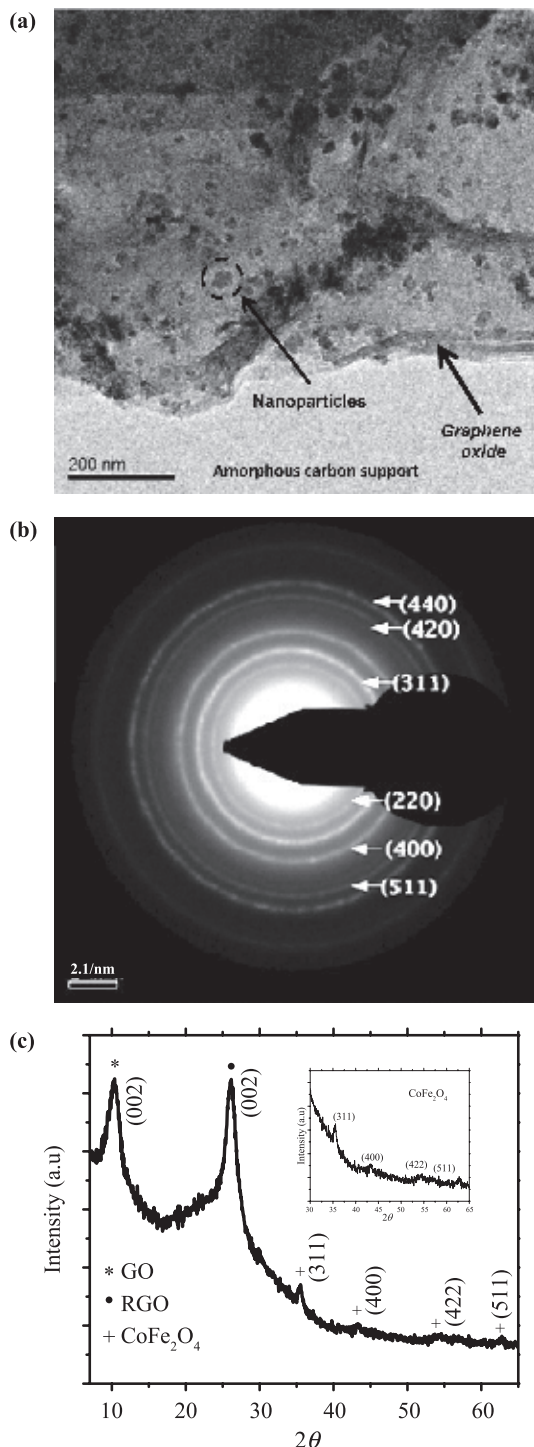 (a)
Nanoparticles
Graphene
oxide
200 nm
Amorphous carbon support
(b)
(440)
(420)
(311)
(220)
(400)
(511)
2.1/nm
(c)
*
(002)
•
(002)
CoFe₂O₄
(311)
(400)
(422)
(511)
Intensity (a.u)
30 35 40 45 50 55 60 65
2θ
Intensity (a.u)
* GO
• RGO
+ CoFe₂O₄
+ (311)
+ (400)
+ (422)
+ (511)
10 20 30 40 50 60
2θ